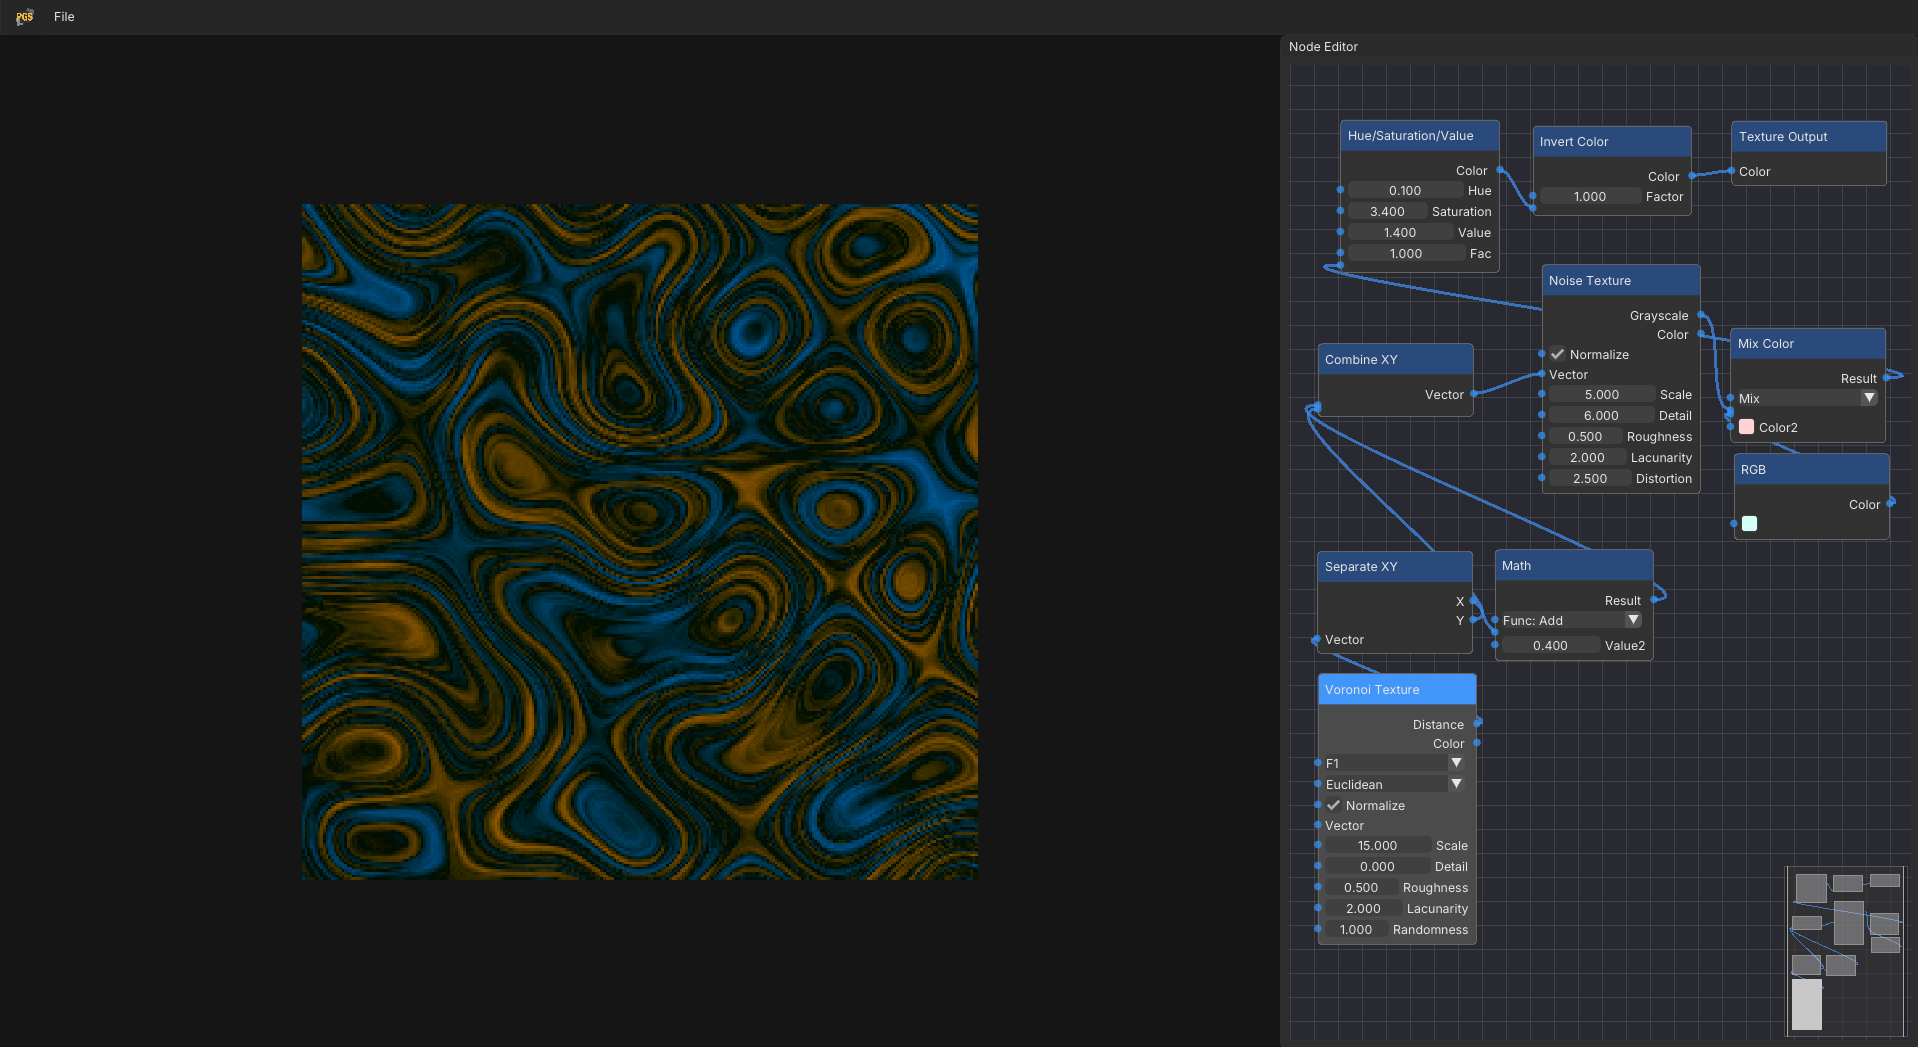 PGS
File
Node Editor
Hue/Saturation/Value
Color
0.100 Hue
3.400 Saturation
1.400 Value
1.000 Fac
Invert Color
Color
1.000 Factor
Texture Output
Color
Noise Texture
Grayscale
Color
Normalize
Vector
5.000 Scale
6.000 Detail
0.500 Roughness
2.000 Lacunarity
2.500 Distortion
Mix Color
Result
Mix
Color2
Combine XY
Vector
RGB
Color
Separate XY
X
Y
Vector
Math
Result
Func: Add
0.400 Value2
Voronoi Texture
Distance
Color
F1
Euclidean
Normalize
Vector
15.000 Scale
0.000 Detail
0.500 Roughness
2.000 Lacunarity
1.000 Randomness